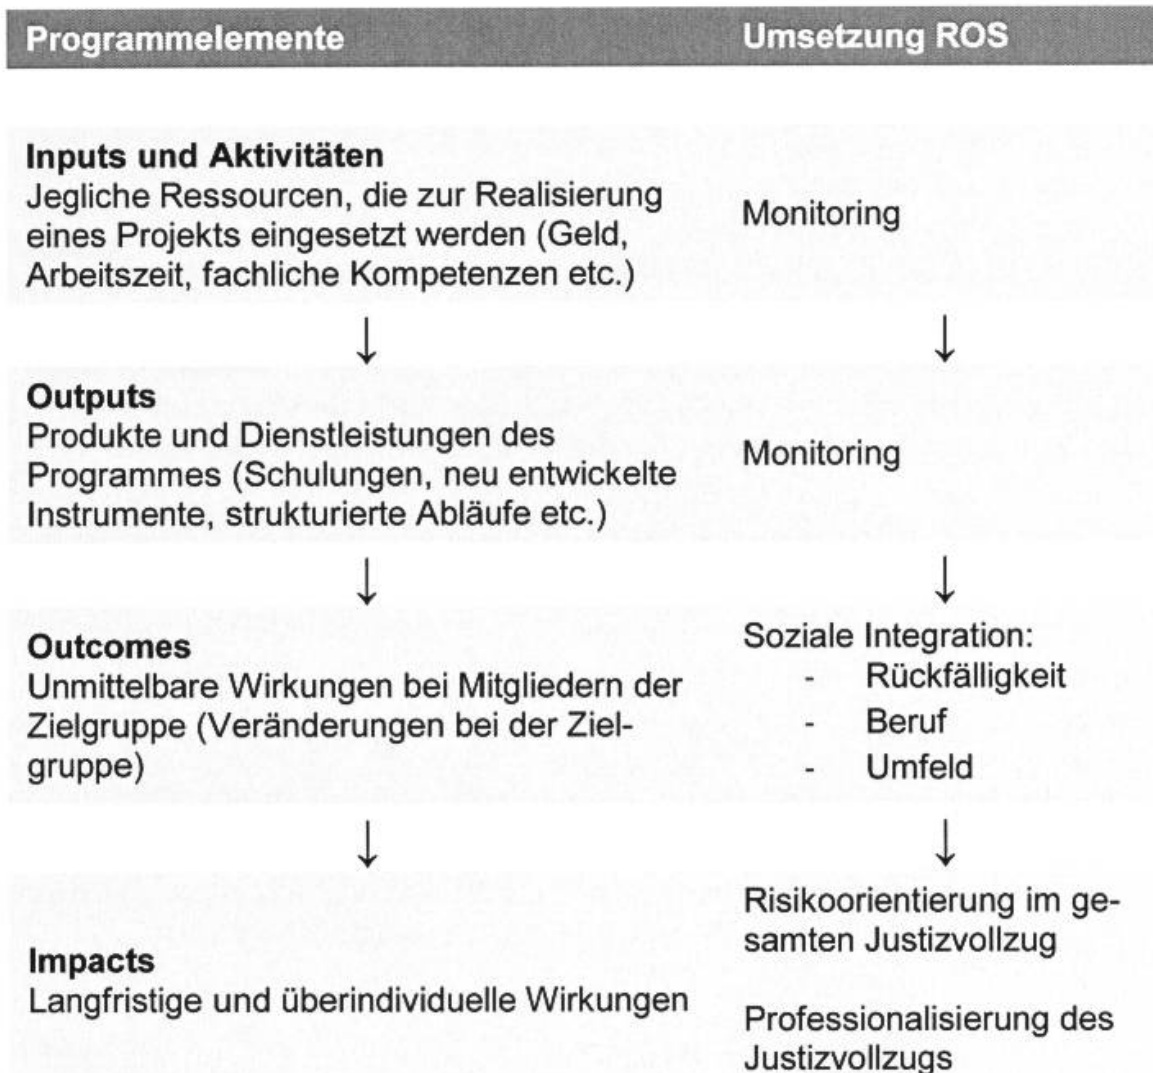 Programmelemente
Umsetzung ROS
Inputs und Aktivitäten
Jegliche Ressourcen, die zur Realisierung
eines Projekts eingesetzt werden (Geld,
Arbeitszeit, fachliche Kompetenzen etc.)
Monitoring
↓
↓
Outputs
Produkte und Dienstleistungen des
Programmes (Schulungen, neu entwickelte
Instrumente, strukturierte Abläufe etc.)
Monitoring
↓
↓
Outcomes
Unmittelbare Wirkungen bei Mitgliedern der
Zielgruppe (Veränderungen bei der Ziel-
gruppe)
Soziale Integration:
- Rückfälligkeit
- Beruf
- Umfeld
↓
↓
Impacts
Langfristige und überindividuelle Wirkungen
Risikoorientierung im ge-
samten Justizvollzug
Professionalisierung des
Justizvollzugs